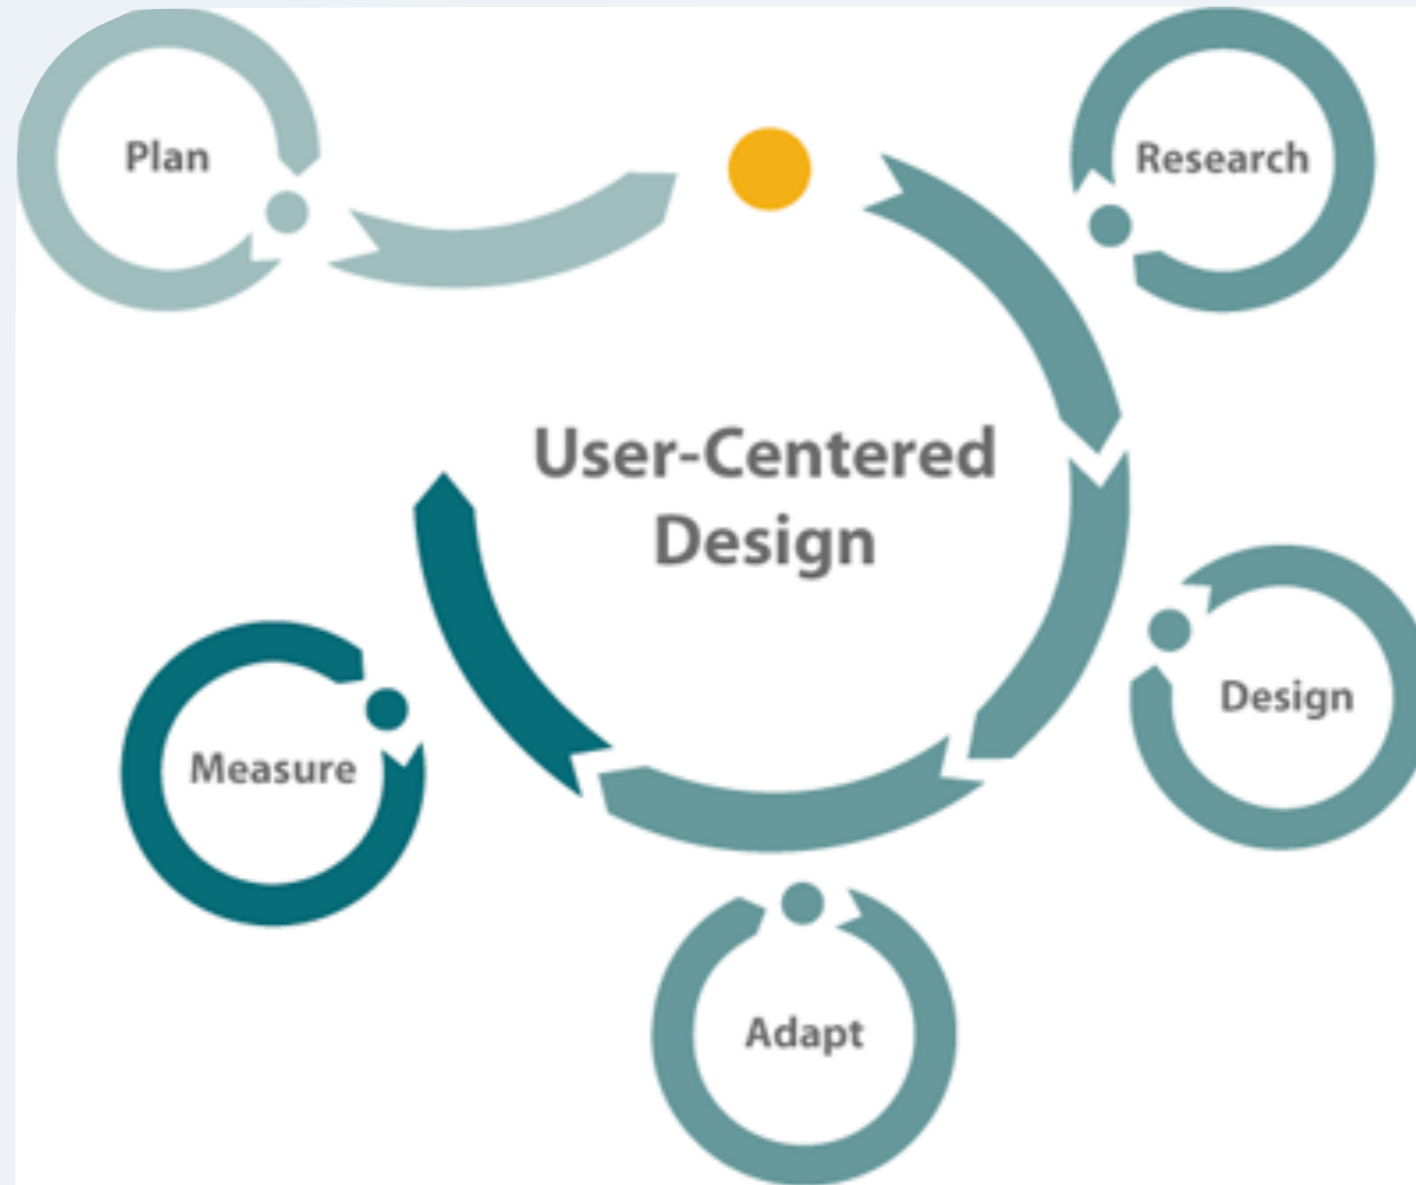 Plan
Research
User-Centered
Design
Design
Measure
Adapt